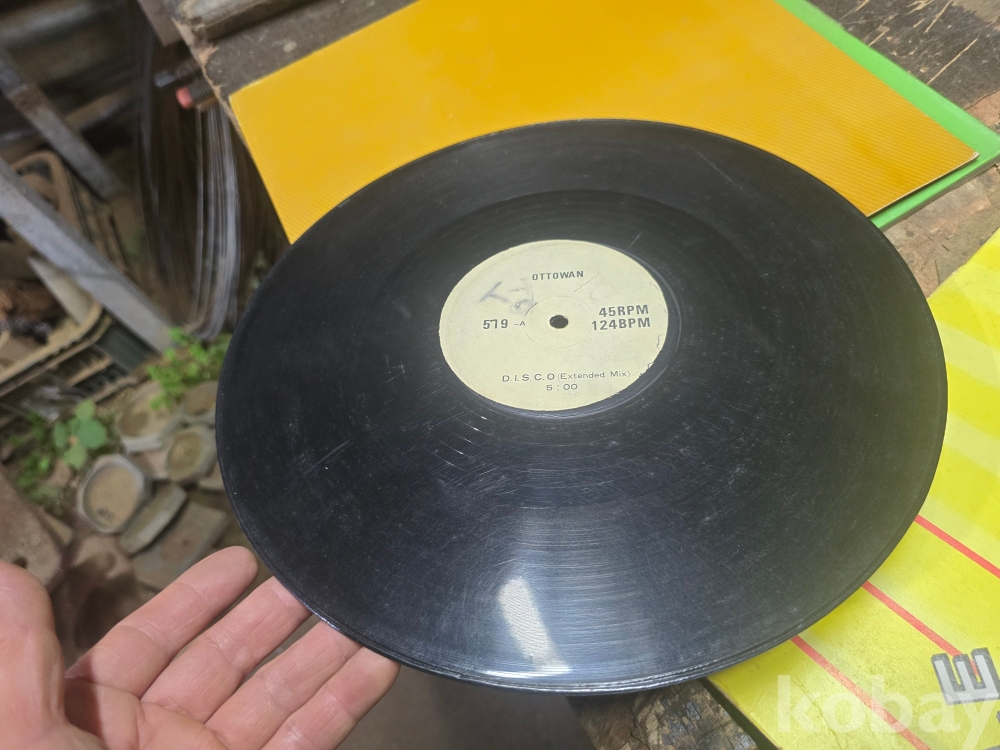 OTTOWAN
45RPM
579-A 124BPM
D.I.S.C.O (Extended Mix)
5:00
E
kobay